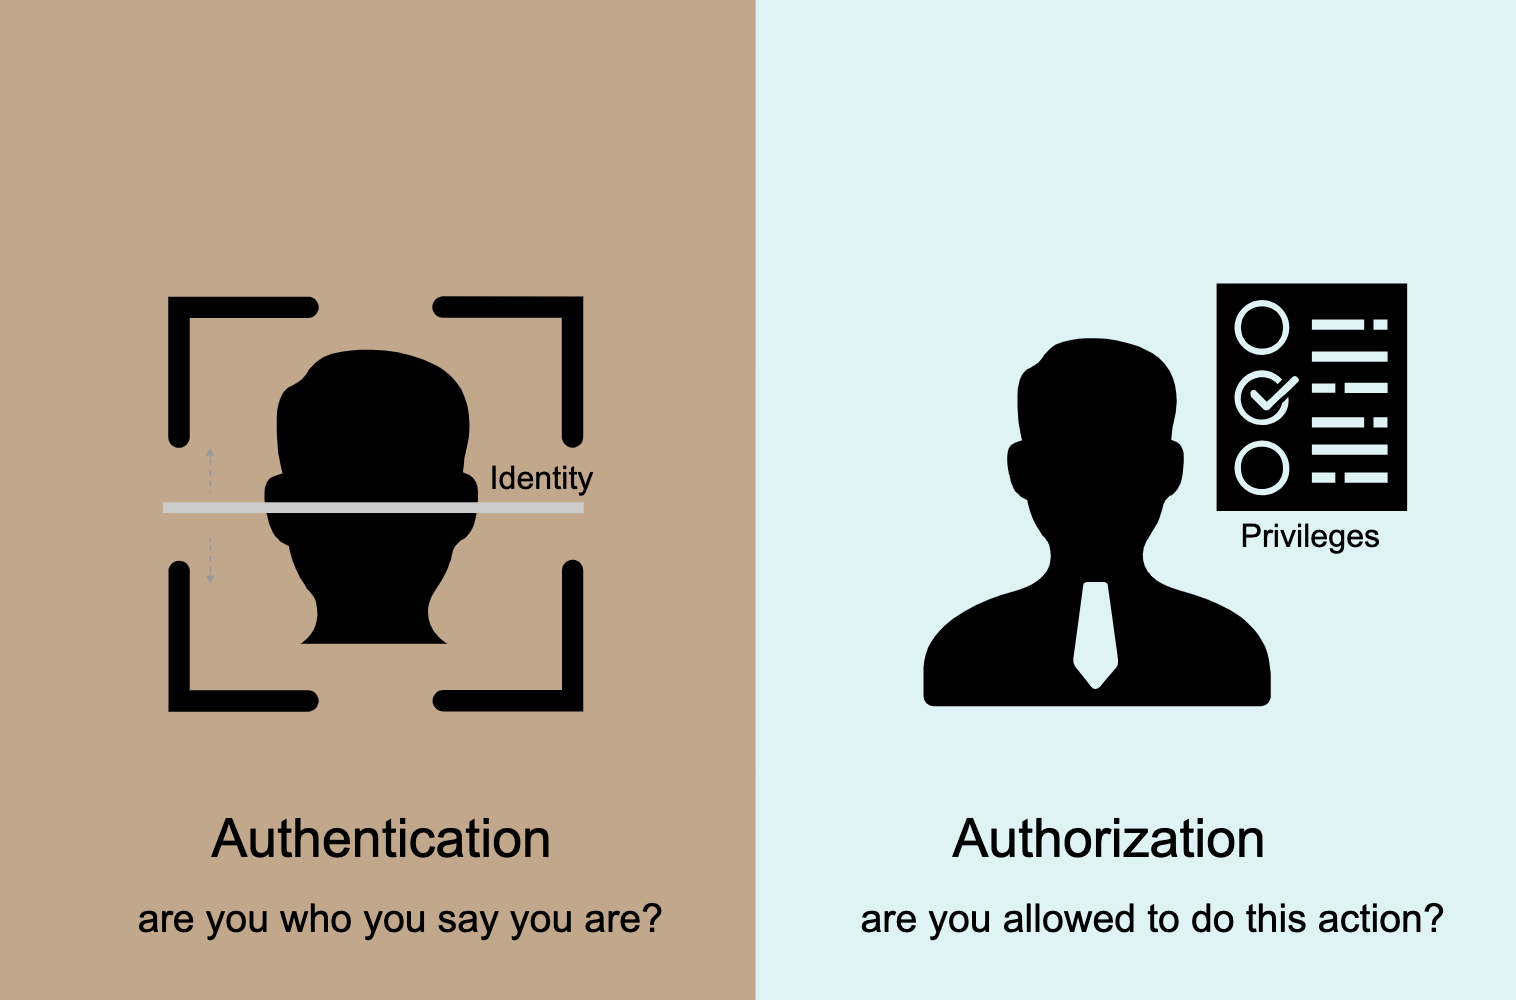 Identity
Authentication
are you who you say you are?
Privileges
Authorization
are you allowed to do this action?